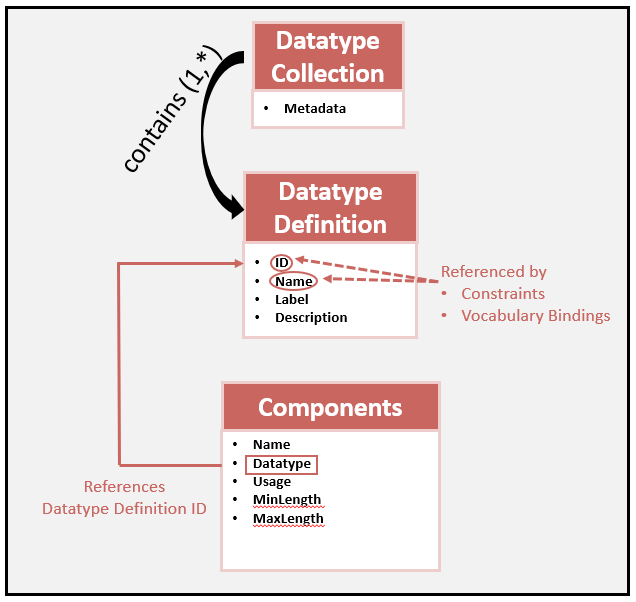 Datatype
Collection
• Metadata
contains (1,*)
Datatype
Definition
• ID
• Name
• Label
• Description
Referenced by
• Constraints
• Vocabulary Bindings
Components
• Name
• Datatype
• Usage
• MinLength
• MaxLength
References
Datatype Definition ID